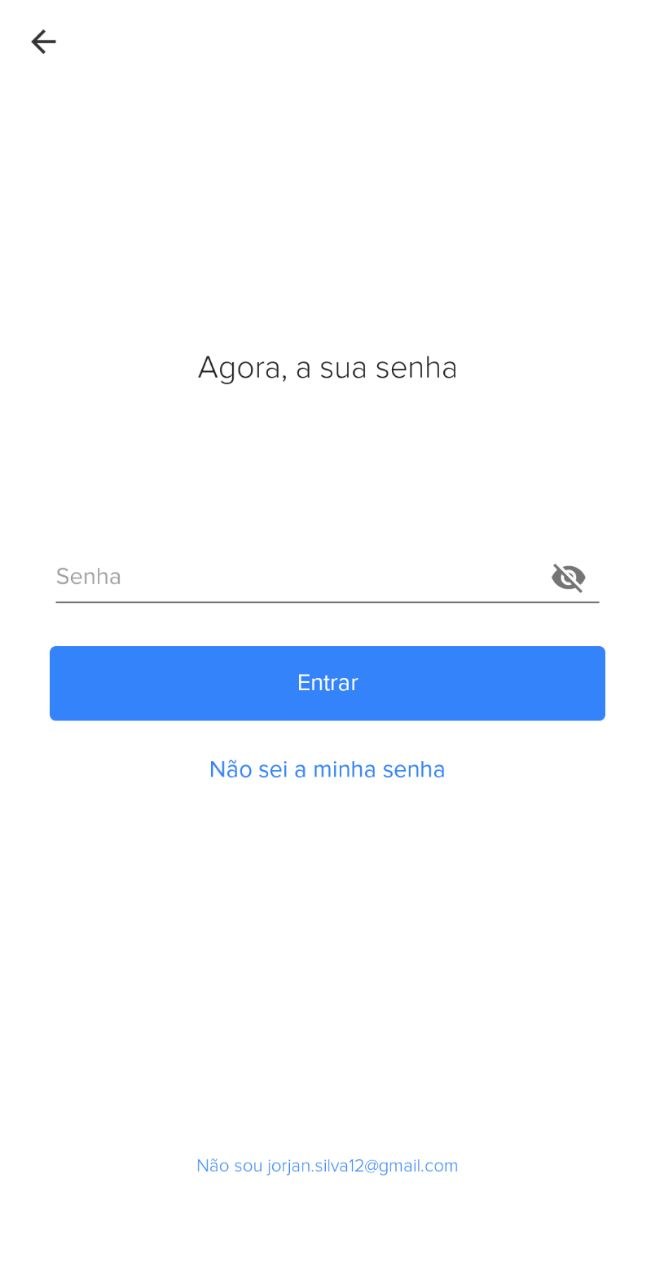 Agora, a sua senha
Senha
Entrar
Não sei a minha senha
Não sou jorjan.silva12@gmail.com